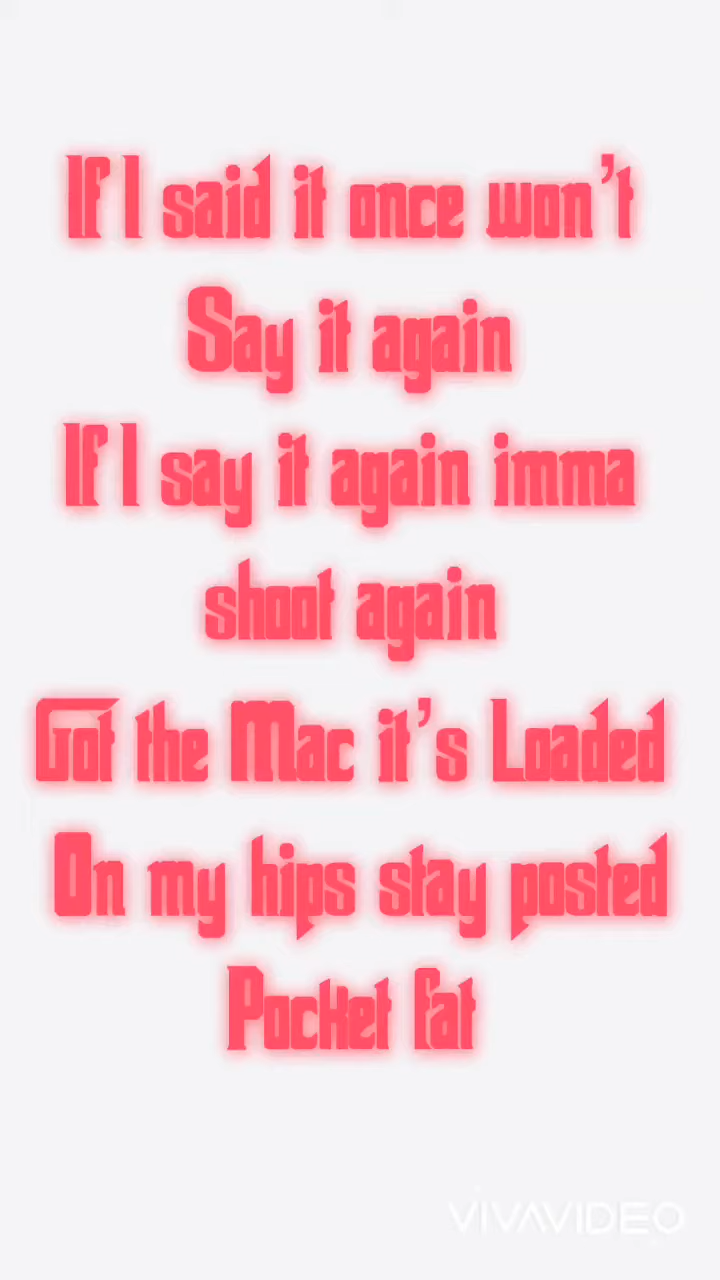 If I said it once won't
Say it again
If I say it again imma
shoot again
Got the Mac it's Loaded
On my hips stay posted
Pocket fat
VIVAVIDEO